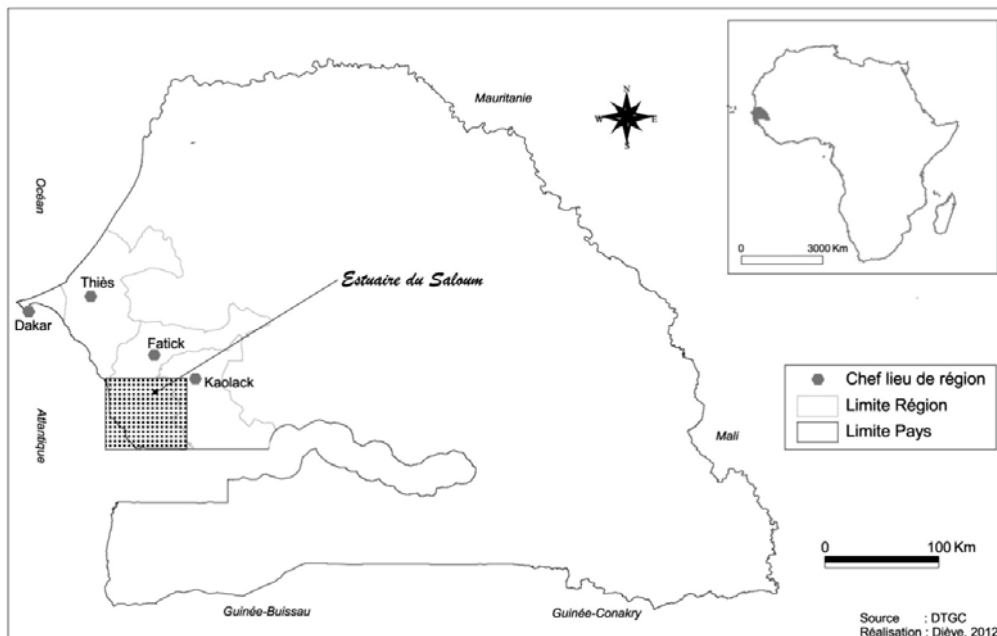 Mauritanie
N
W
E
S
Océan
0
3000 Km
Thiès
Estuaire du Saloum
Dakar
Fatick
Kaolack
Chef lieu de région
Limite Région
Limite Pays
Atlantique
Mali
0
100 Km
Guinée-Buissau
Guinée-Conakry
Source : DTGC
Réalisation : Diéye, 2012